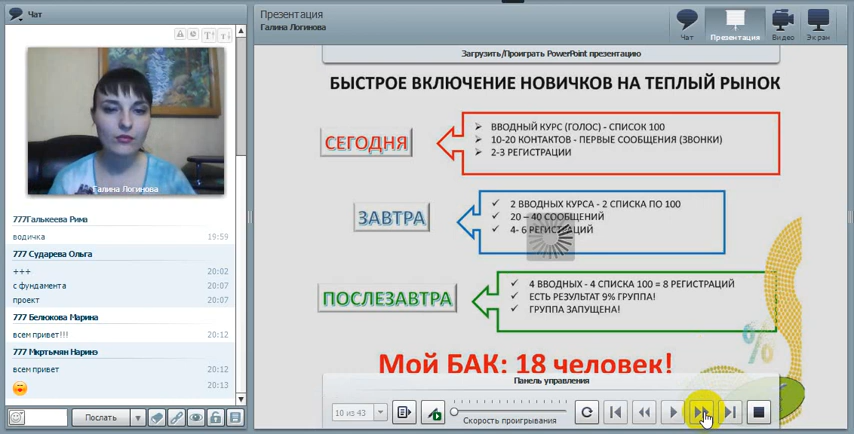 Чат
Галина Логинова
777Галькеева Рима
водичка 19:59
777 Сударева Ольга
+++ 20:02
с фундамента 20:07
проект 20:07
777 Белюкова Марина
всем привет!!! 20:12
777 Мкртычян Наринэ
всем привет 20:12
20:13
Послать
Презентация
Галина Логинова
Чат
Презентация
Видео
Экран
Загрузить/Проиграть PowerPoint презентацию
БЫСТРОЕ ВКЛЮЧЕНИЕ НОВИЧКОВ НА ТЕПЛЫЙ РЫНОК
СЕГОДНЯ
ВВОДНЫЙ КУРС (ГОЛОС) - СПИСОК 100
10-20 КОНТАКТОВ - ПЕРВЫЕ СООБЩЕНИЯ (ЗВОНКИ)
2-3 РЕГИСТРАЦИИ
ЗАВТРА
2 ВВОДНЫХ КУРСА - 2 СПИСКА ПО 100
20 – 40 СООБЩЕНИЙ
4- 6 РЕГИСТРАЦИЙ
ПОСЛЕЗАВТРА
4 ВВОДНЫХ - 4 СПИСКА 100 = 8 РЕГИСТРАЦИЙ
ЕСТЬ РЕЗУЛЬТАТ 9% ГРУППА!
ГРУППА ЗАПУЩЕНА!
%
Мой БАК: 18 человек!
Панель управления
10 из 43
Скорость проигрывания